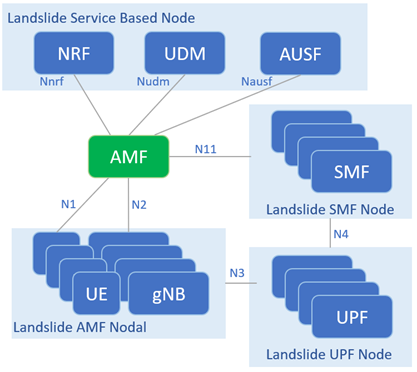 Landslide Service Based Node
NRF UDM AUSF
Nnrf Nudm Nausf
AMF
N11
SMF
Landslide SMF Node
N1 N2
N4
UE gNB
N3
Landslide AMF Nodal
UPF
Landslide UPF Node